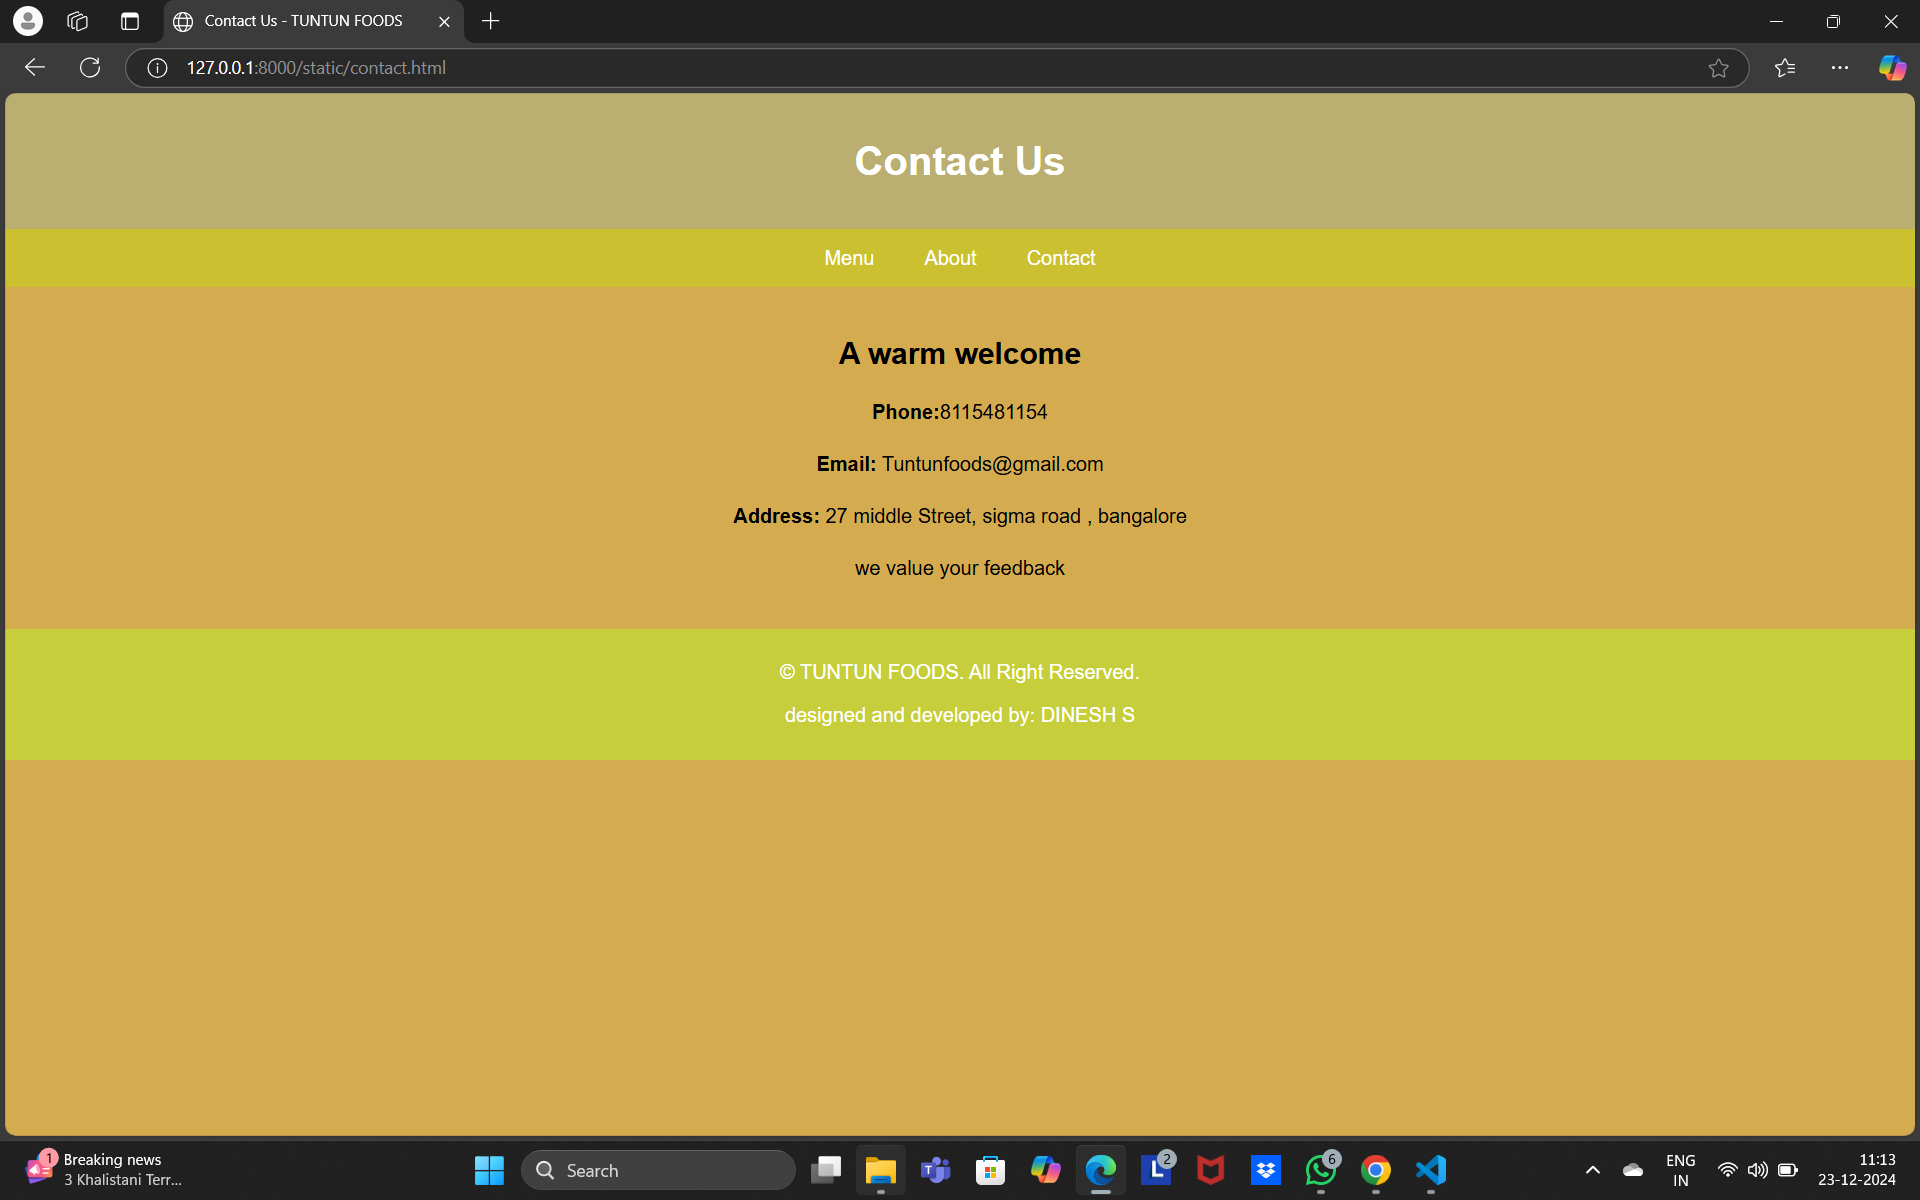 Contact Us - TUNTUN FOODS
127.0.0.1:8000/static/contact.html
Contact Us
Menu About Contact
A warm welcome
Phone:8115481154
Email: Tuntunfoods@gmail.com
Address: 27 middle Street, sigma road , bangalore
we value your feedback
© TUNTUN FOODS. All Right Reserved.
designed and developed by: DINESH S
1
Breaking news
3 Khalistani Terr...
Search
L 2
6
ENG
IN
11:13
23-12-2024